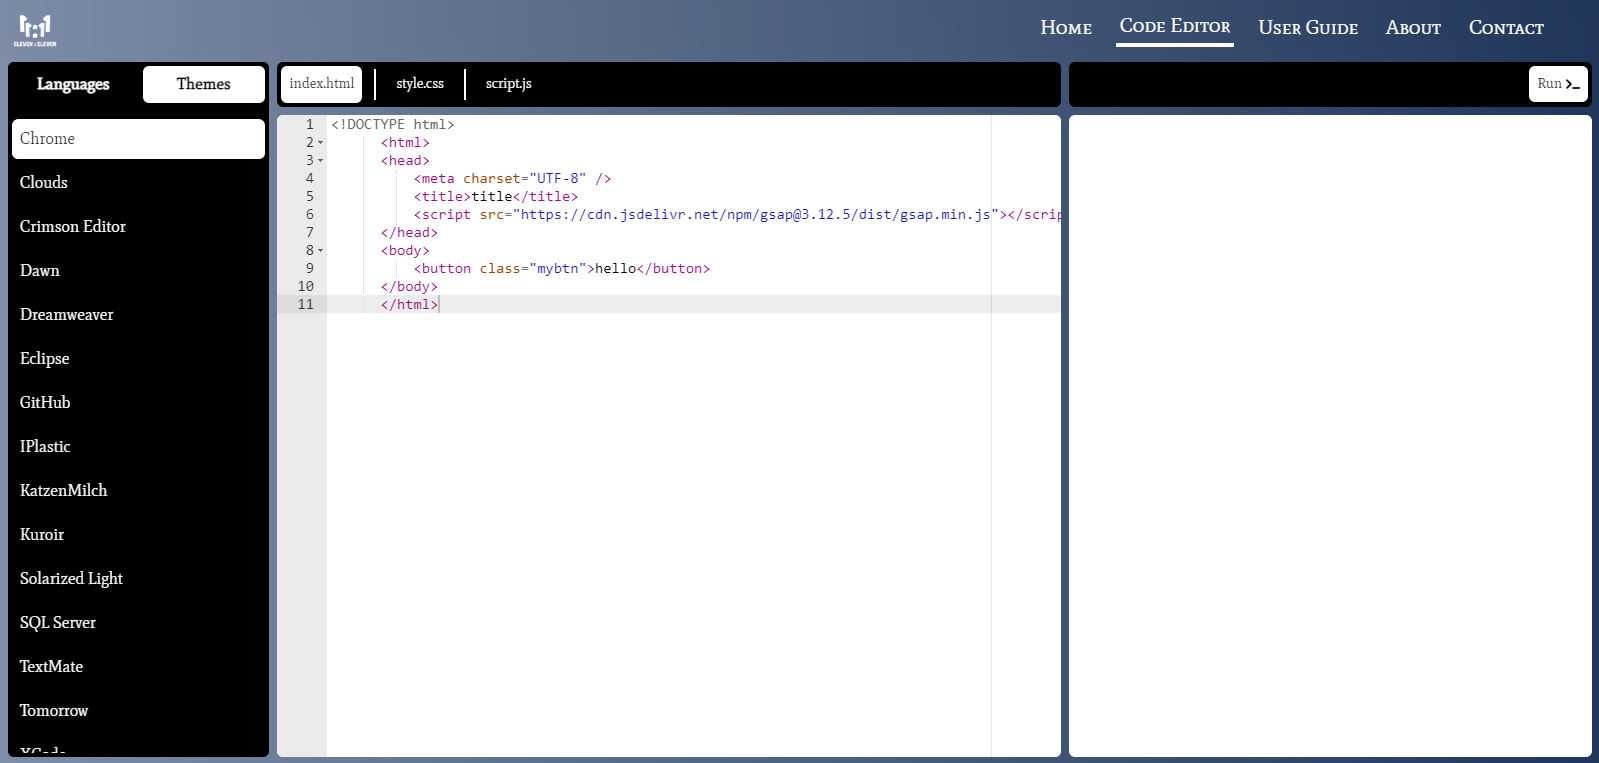 ELEVEN : ELEVEN
Home
Code Editor
User Guide
About
Contact
Languages
Themes
Chrome
Clouds
Crimson Editor
Dawn
Dreamweaver
Eclipse
GitHub
IPlastic
KatzenMilch
Kuroir
Solarized Light
SQL Server
TextMate
Tomorrow
XCode
index.html
style.css
script.js
1 <!DOCTYPE html>
2 <html>
3 <head>
4 <meta charset="UTF-8" />
5 <title>title</title>
6 <script src="https://cdn.jsdelivr.net/npm/gsap@3.12.5/dist/gsap.min.js"></scrip
7 </head>
8 <body>
9 <button class="mybtn">hello</button>
10 </body>
11 </html>
Run >_